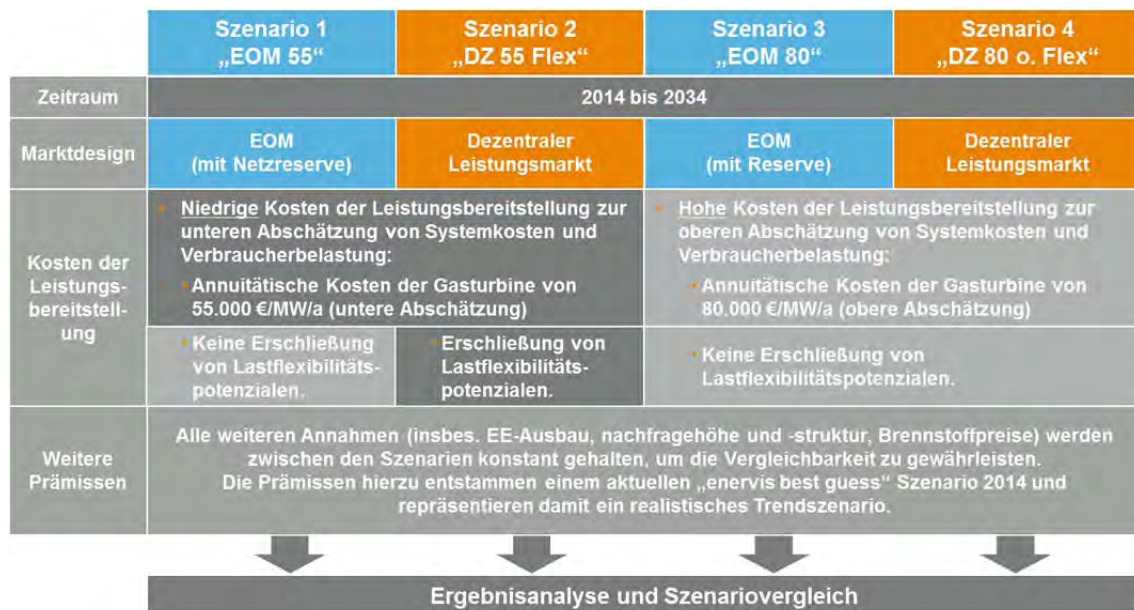 Szenario 1
„EOM 55“
Szenario 2
„DZ 55 Flex“
Szenario 3
„EOM 80“
Szenario 4
„DZ 80 o. Flex“
Zeitraum
2014 bis 2034
Marktdesign
EOM
(mit Netzreserve)
Dezentraler
Leistungsmarkt
EOM
(mit Reserve)
Dezentraler
Leistungsmarkt
Kosten der
Leistungs-
bereitstell-
ung
• Niedrige Kosten der Leistungsbereitstellung zur
unteren Abschätzung von Systemkosten und
Verbraucherbelastung:
• Annuitätische Kosten der Gasturbine von
55.000 €/MW/a (untere Abschätzung)
• Hohe Kosten der Leistungsbereitstellung zur
oberen Abschätzung von Systemkosten und
Verbraucherbelastung:
• Annuitätische Kosten der Gasturbine von
80.000 €/MW/a (obere Abschätzung)
• Keine Erschließung
von Lastflexibilitäts-
potenzialen.
• Erschließung von
Lastflexibilitäts-
potenzialen.
• Keine Erschließung von
Lastflexibilitätspotenzialen.
Weitere
Prämissen
Alle weiteren Annahmen (insbes. EE-Ausbau, nachfragehöhe und -struktur, Brennstoffpreise) werden
zwischen den Szenarien konstant gehalten, um die Vergleichbarkeit zu gewährleisten.
Die Prämissen hierzu entstammen einem aktuellen „enervis best guess“ Szenario 2014 und
repräsentieren damit ein realistisches Trendszenario.
Ergebnisanalyse und Szenariovergleich